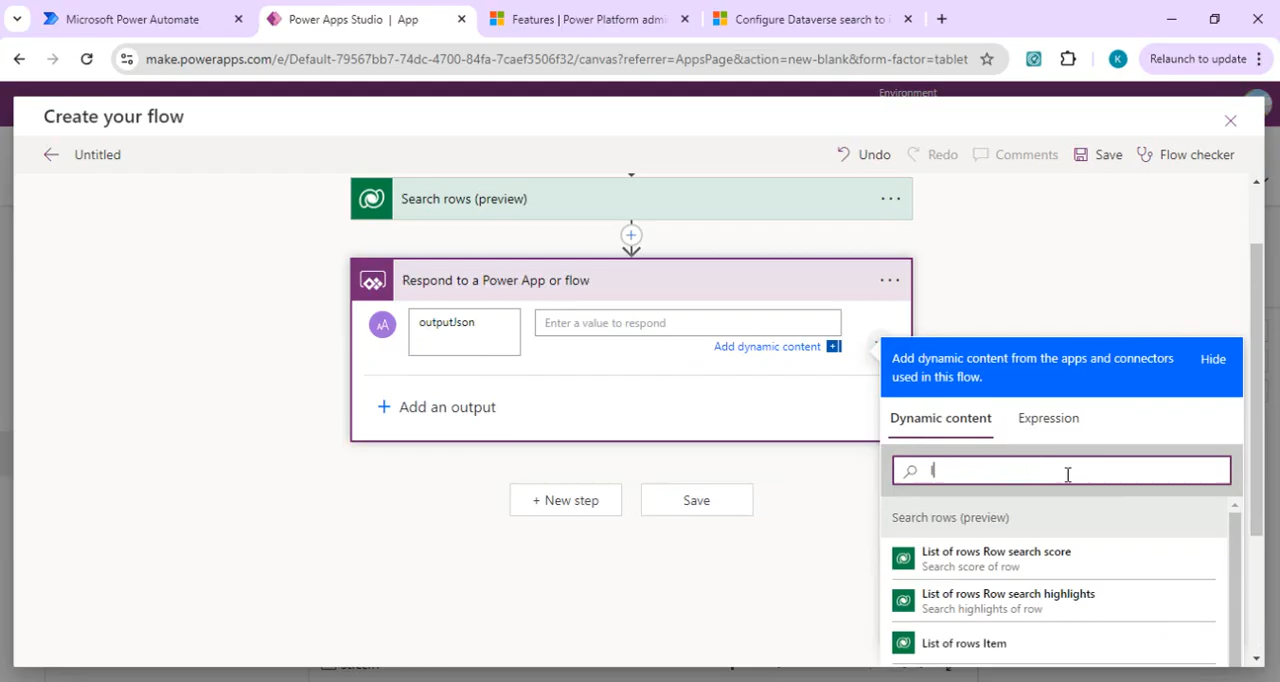 Microsoft Power Automate
Power Apps Studio | App
Features | Power Platform admi
Configure Dataverse search to i
make.powerapps.com/e/Default-79567bb7-74dc-4700-84fa-7caef3506f32/canvas?referrer=AppsPage&action=new-blank&form-factor=tablet
K
Relaunch to update
Environment
Create your flow
Untitled
Undo
Redo
Comments
Save
Flow checker
Search rows (preview)
Respond to a Power App or flow
outputJson
Enter a value to respond
Add dynamic content
Add an output
+ New step
Save
Add dynamic content from the apps and connectors
used in this flow.
Hide
Dynamic content
Expression
l
Search rows (preview)
List of rows Row search score
Search score of row
List of rows Row search highlights
Search highlights of row
List of rows Item